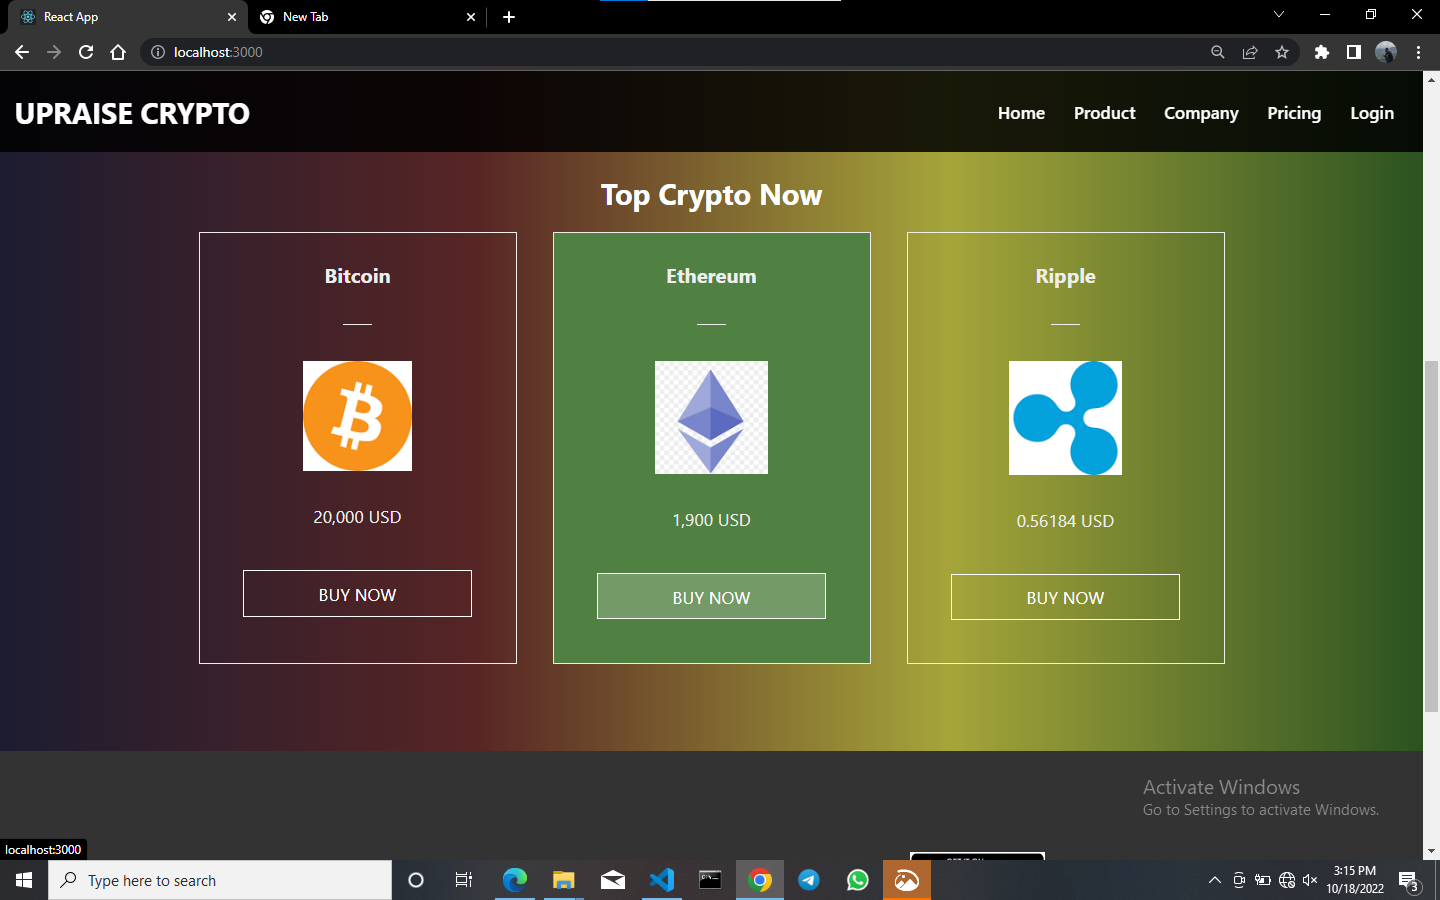 React App
New Tab
localhost:3000
UPRAISE CRYPTO
Home Product Company Pricing Login
Top Crypto Now
Bitcoin
20,000 USD
BUY NOW
Ethereum
1,900 USD
BUY NOW
Ripple
0.56184 USD
BUY NOW
Activate Windows
Go to Settings to activate Windows.
localhost:3000
Type here to search
3:15 PM
10/18/2022
3